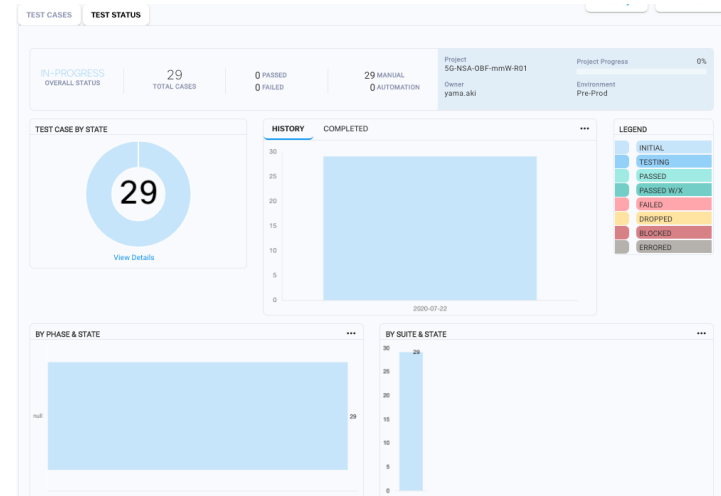 TEST CASES
TEST STATUS
IN-PROGRESS
OVERALL STATUS
29
TOTAL CASES
0 PASSED
0 FAILED
29 MANUAL
0 AUTOMATION
Project
5G-NSA-OBF-mmW-R01
Owner
yama.aki
Project Progress
0%
Environment
Pre-Prod
TEST CASE BY STATE
29
View Details
HISTORY
COMPLETED
•••
30
25
20
15
10
5
0
2020-07-22
LEGEND
INITIAL
TESTING
PASSED
PASSED W/X
FAILED
DROPPED
BLOCKED
ERRORED
BY PHASE & STATE
•••
null
29
BY SUITE & STATE
•••
30
29
25
20
15
10
5
0